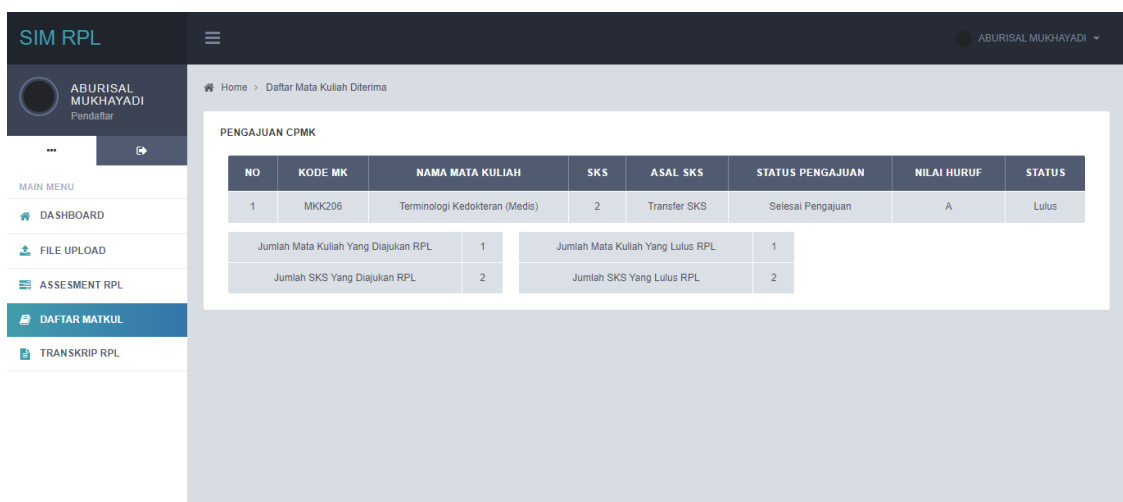 SIM RPL
ABURISAL MUKHAYADI
ABURISAL
MUKHAYADI
Pendaftar
MAIN MENU
DASHBOARD
FILE UPLOAD
ASSESMENT RPL
DAFTAR MATKUL
TRANSKRIP RPL
Home > Daftar Mata Kuliah Diterima
PENGAJUAN CPMK
NO KODE MK NAMA MATA KULIAH SKS ASAL SKS STATUS PENGAJUAN NILAI HURUF STATUS
1 MKK206 Terminologi Kedokteran (Medis) 2 Transfer SKS Selesai Pengajuan A Lulus
Jumlah Mata Kuliah Yang Diajukan RPL 1 Jumlah Mata Kuliah Yang Lulus RPL 1
Jumlah SKS Yang Diajukan RPL 2 Jumlah SKS Yang Lulus RPL 2